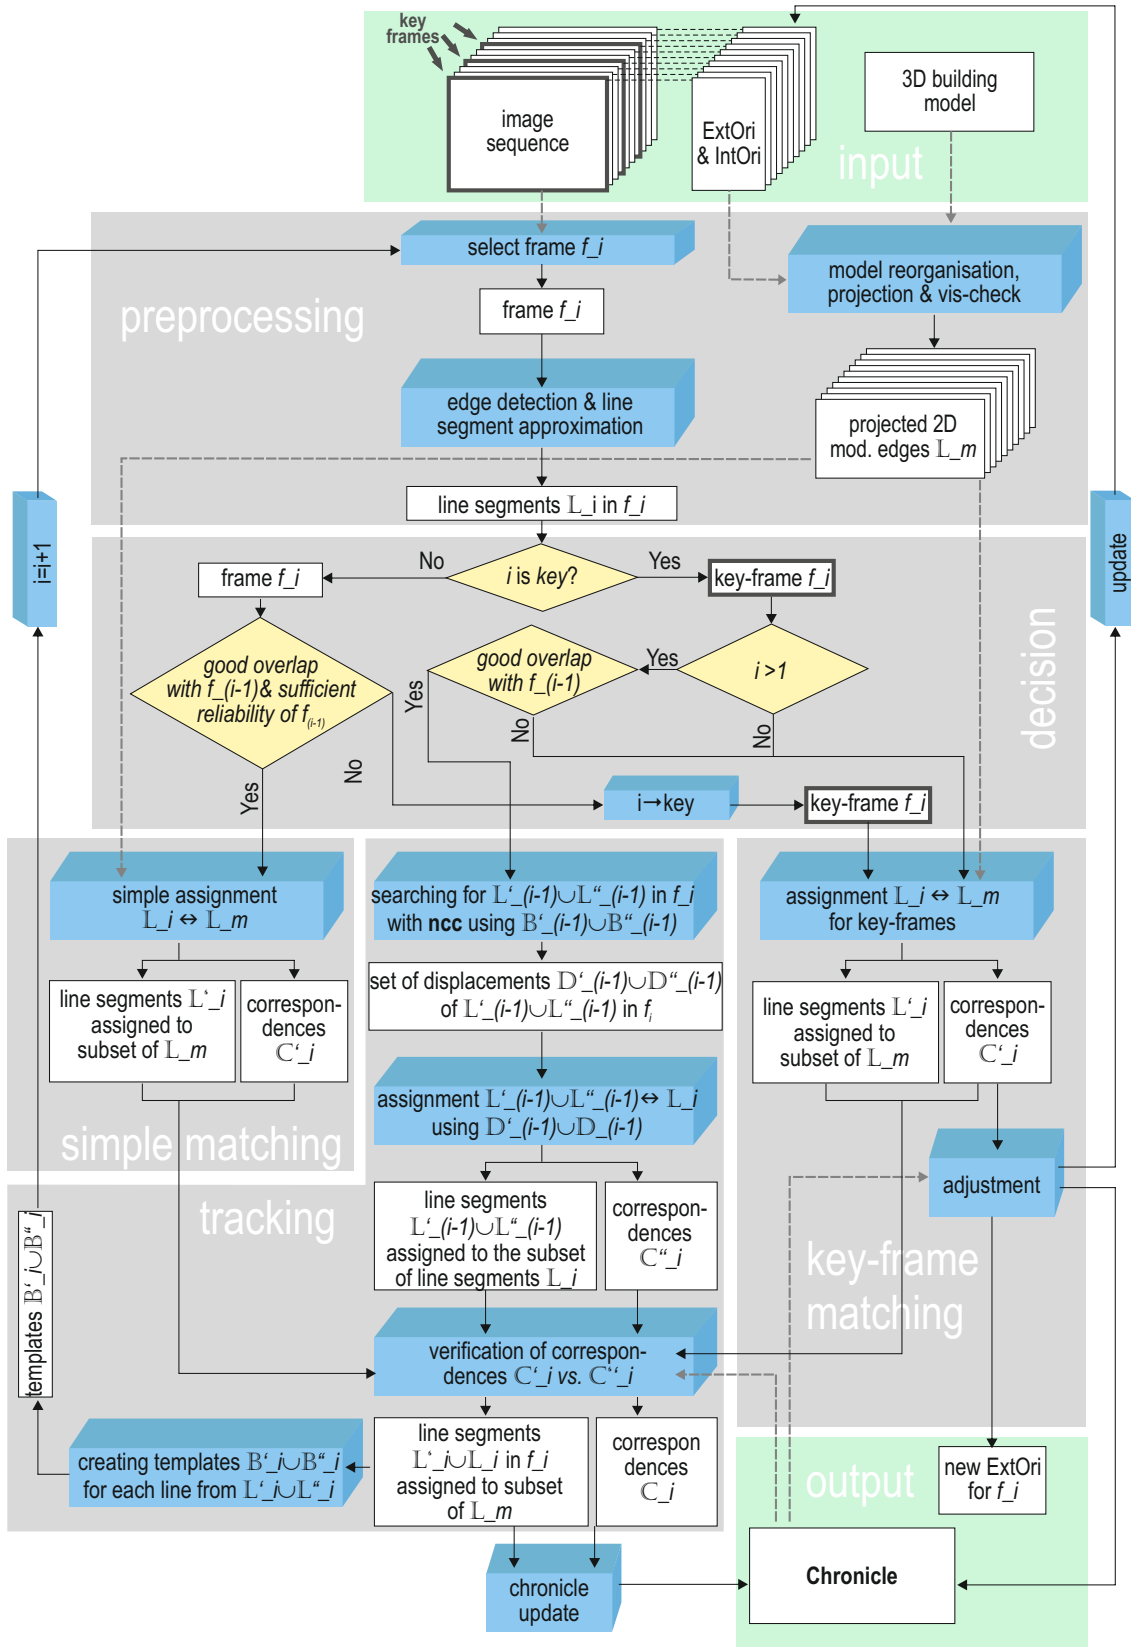 key
frames
image
sequence
ExtOri
& IntOri
3D building
model
input
select frame f_i
model reorganisation,
projection & vis-check
preprocessing
frame f_i
edge detection & line
segment approximation
projected 2D
mod. edges 𝕃_m
line segments 𝕃_i in f_i
i=i+1
update
No
i is key?
Yes
frame f_i
key-frame f_i
good overlap
with f_(i-1)& sufficient
reliability of f_(i-1)
Yes
good overlap
with f_(i-1)
Yes
i >1
decision
No
No
No
Yes
i→key
key-frame f_i
simple assignment
𝕃_i ↔ 𝕃_m
searching for 𝕃‘_(i-1)∪𝕃“_(i-1) in f_i
with ncc using 𝔹‘_(i-1)∪𝔹“_(i-1)
assignment 𝕃_i ↔ 𝕃_m
for key-frames
set of displacements 𝔻‘_(i-1)∪𝔻“_(i-1)
of 𝕃‘_(i-1)∪𝕃“_(i-1) in f_i
line segments 𝕃‘_i
assigned to
subset of 𝕃_m
correspon-
dences
ℂ‘_i
line segments 𝕃‘_i
assigned to
subset of 𝕃_m
correspon-
dences
ℂ‘_i
assignment 𝕃‘_(i-1)∪𝕃“_(i-1)↔ 𝕃_i
using 𝔻‘_(i-1)∪𝔻_(i-1)
simple matching
tracking
line segments
𝕃‘_(i-1)∪𝕃“_(i-1)
assigned to the subset
of line segments 𝕃_i
correspon-
dences
ℂ“_i
adjustment
key-frame
matching
templates 𝔹‘_i∪𝔹“_i
verification of correspon-
dences ℂ‘_i vs. ℂ‘‘_i
creating templates 𝔹‘_i∪𝔹“_i
for each line from 𝕃‘_i∪𝕃“_i
line segments
𝕃‘_i∪𝕃_i in f_i
assigned to subset
of 𝕃_m
correspon
dences
ℂ_i
output
new ExtOri
for f_i
chronicle
update
Chronicle